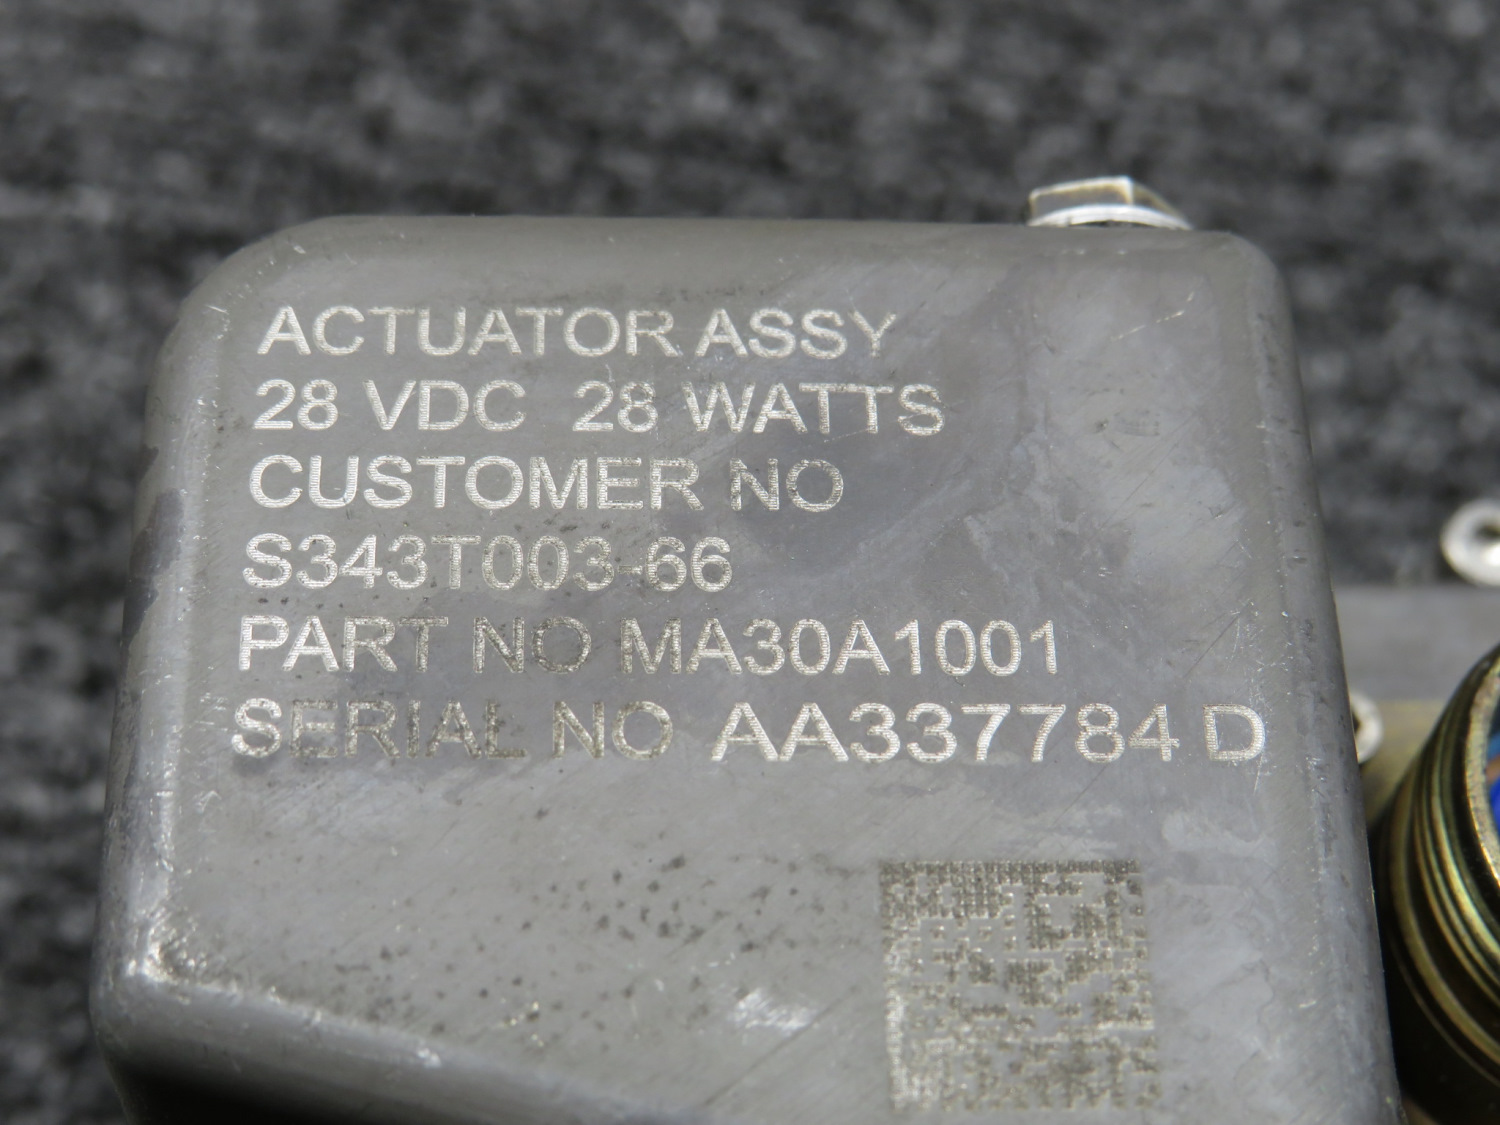 ACTUATOR ASSY
28 VDC 28 WATTS
CUSTOMER NO
S343T003-66
PART NO MA30A1001
SERIAL NO AA337784 D